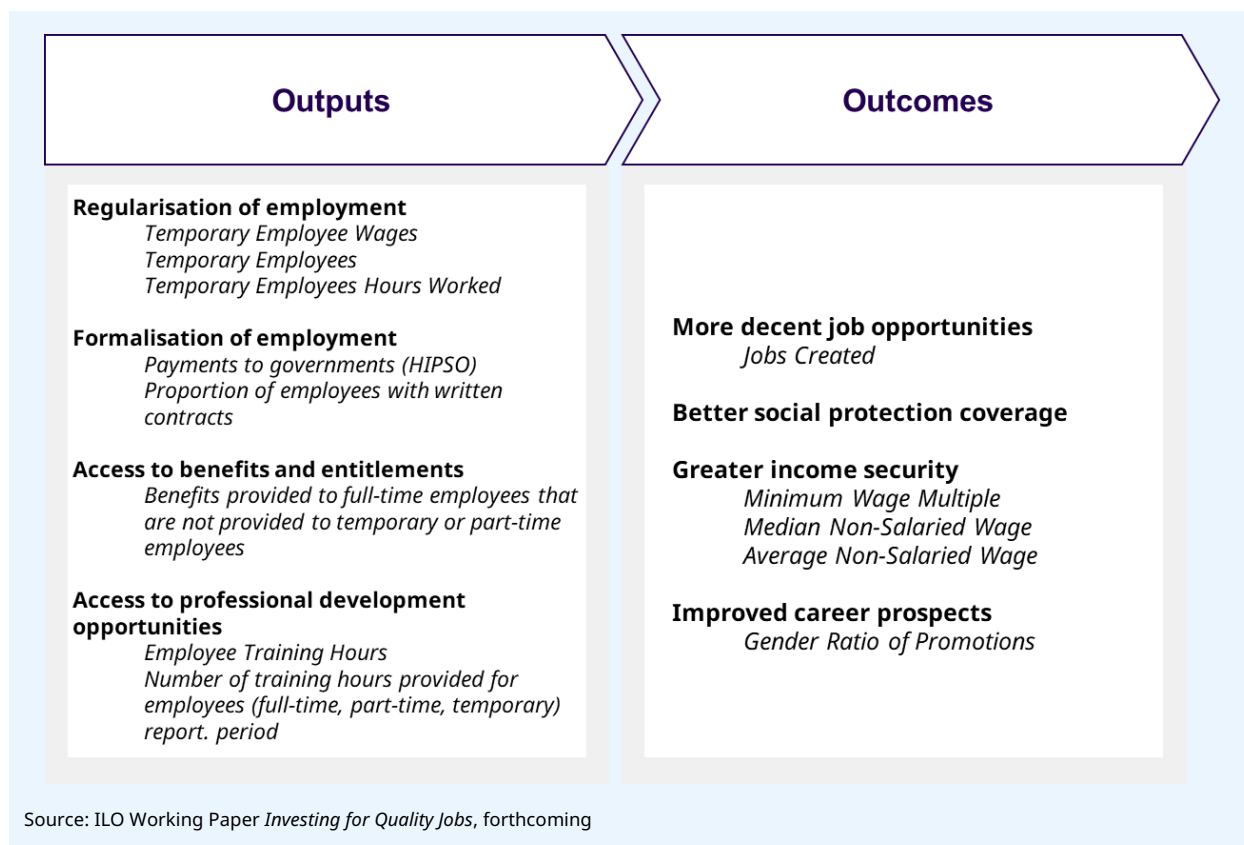 Outputs
Regularisation of employment
Temporary Employee Wages
Temporary Employees
Temporary Employees Hours Worked
Formalisation of employment
Payments to governments (HIPSO)
Proportion of employees with written
contracts
Access to benefits and entitlements
Benefits provided to full-time employees that
are not provided to temporary or part-time
employees
Access to professional development
opportunities
Employee Training Hours
Number of training hours provided for
employees (full-time, part-time, temporary)
report. period
Outcomes
More decent job opportunities
Jobs Created
Better social protection coverage
Greater income security
Minimum Wage Multiple
Median Non-Salaried Wage
Average Non-Salaried Wage
Improved career prospects
Gender Ratio of Promotions
Source: ILO Working Paper Investing for Quality Jobs, forthcoming